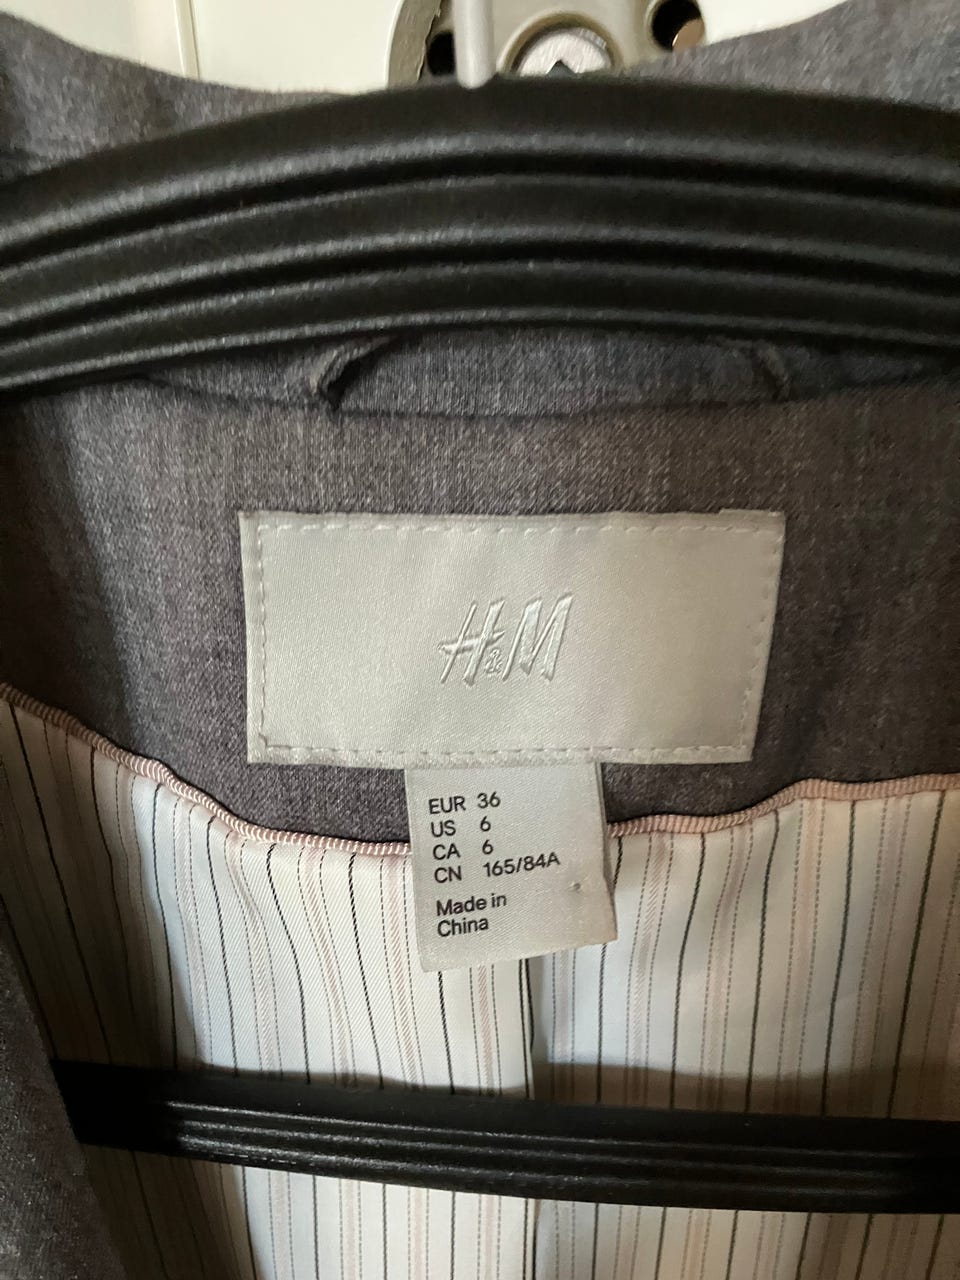 H&M
EUR 36
US 6
CA 6
CN 165/84A
Made in
China